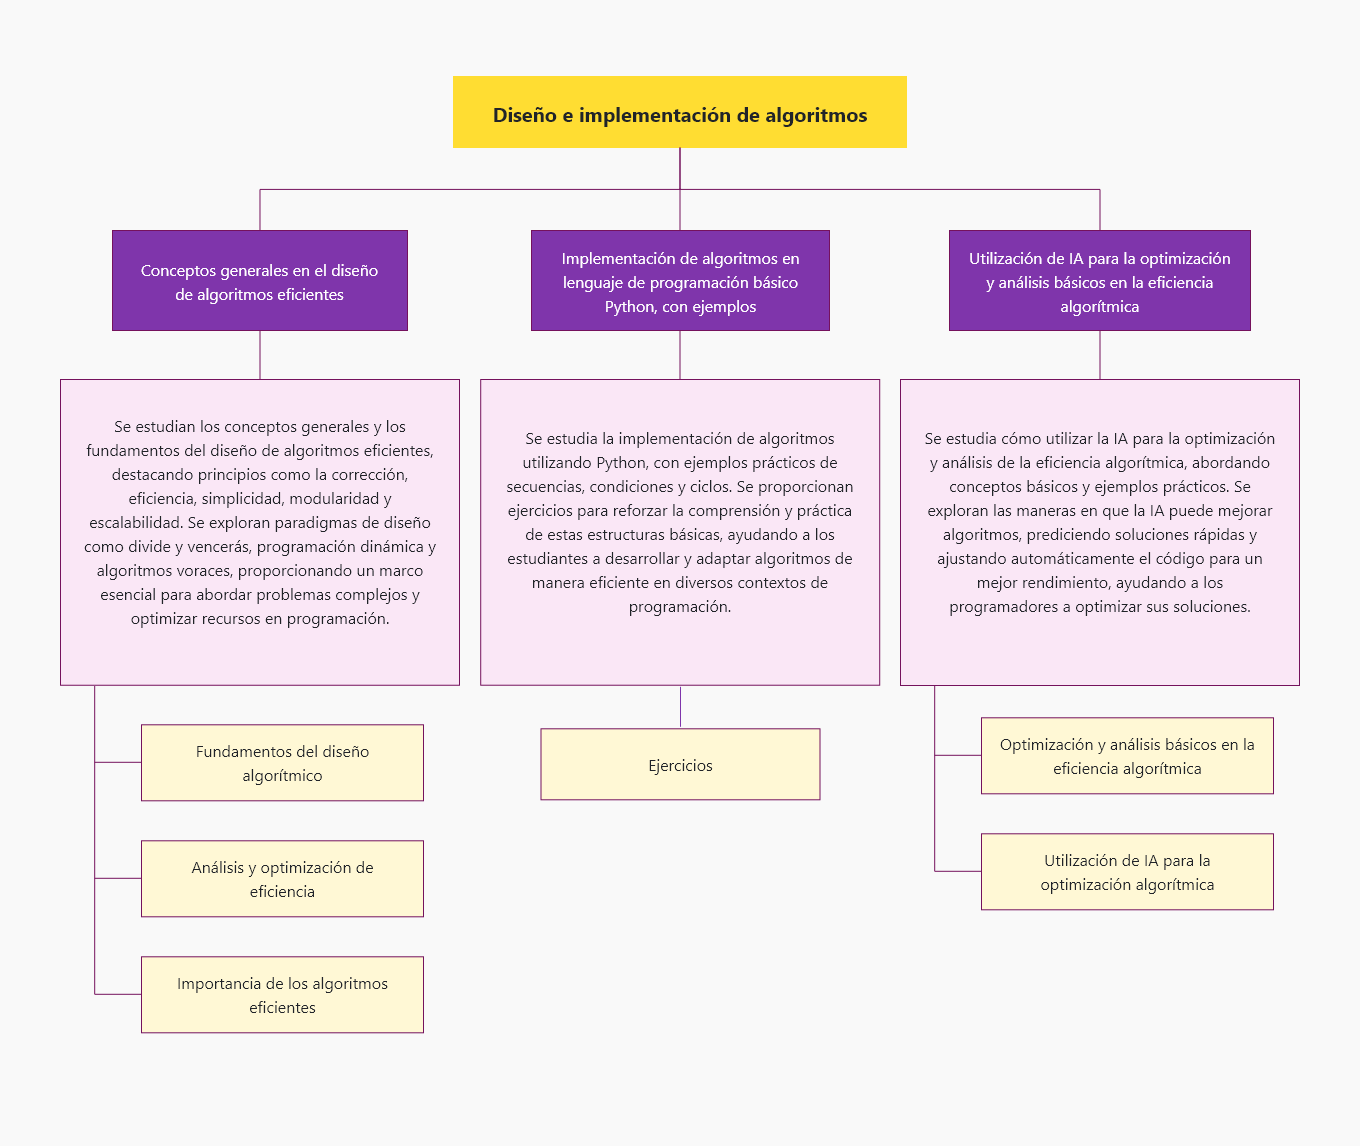 Diseño e implementación de algoritmos
Conceptos generales en el diseño
de algoritmos eficientes
Implementación de algoritmos en
lenguaje de programación básico
Python, con ejemplos
Utilización de IA para la optimización
y análisis básicos en la eficiencia
algorítmica
Se estudian los conceptos generales y los
fundamentos del diseño de algoritmos eficientes,
destacando principios como la corrección,
eficiencia, simplicidad, modularidad y
escalabilidad. Se exploran paradigmas de diseño
como divide y vencerás, programación dinámica y
algoritmos voraces, proporcionando un marco
esencial para abordar problemas complejos y
optimizar recursos en programación.
Se estudia la implementación de algoritmos
utilizando Python, con ejemplos prácticos de
secuencias, condiciones y ciclos. Se proporcionan
ejercicios para reforzar la comprensión y práctica
de estas estructuras básicas, ayudando a los
estudiantes a desarrollar y adaptar algoritmos de
manera eficiente en diversos contextos de
programación.
Se estudia cómo utilizar la IA para la optimización
y análisis de la eficiencia algorítmica, abordando
conceptos básicos y ejemplos prácticos. Se
exploran las maneras en que la IA puede mejorar
algoritmos, prediciendo soluciones rápidas y
ajustando automáticamente el código para un
mejor rendimiento, ayudando a los
programadores a optimizar sus soluciones.
Fundamentos del diseño
algorítmico
Análisis y optimización de
eficiencia
Importancia de los algoritmos
eficientes
Ejercicios
Optimización y análisis básicos en la
eficiencia algorítmica
Utilización de IA para la
optimización algorítmica